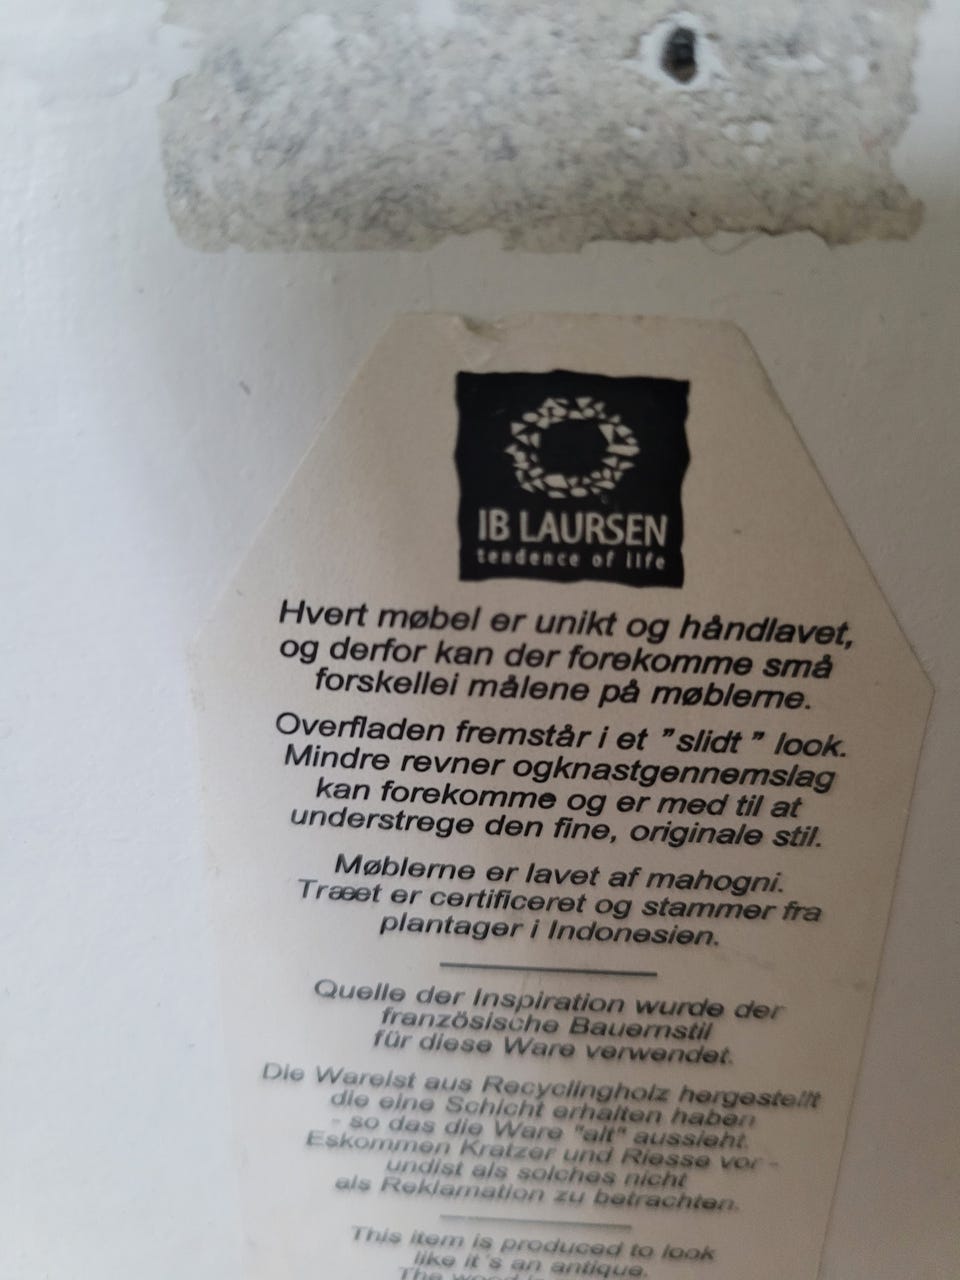 IB LAURSEN
tendence of life
Hvert møbel er unikt og håndlavet,
og derfor kan der forekomme små
forskellei målene på møblerne.
Overfladen fremstår i et "slidt" look.
Mindre revner ogknastgennemslag
kan forekomme og er med til at
understrege den fine, originale stil.
Møblerne er lavet af mahogni.
Træet er certificeret og stammer fra
plantager i Indonesien.
Quelle der Inspiration wurde der
französische Bauernstil
für diese Ware verwendet.
Die Wareist aus Recyclingholz hergestellt
die eine Schicht erhalten haben
- so das die Ware "alt" aussieht.
Eskommen Kratzer und Riesse vor -
undist als solches nicht
als Reklamation zu betrachten.
This item is produced to look
like it's an antique.
The wood